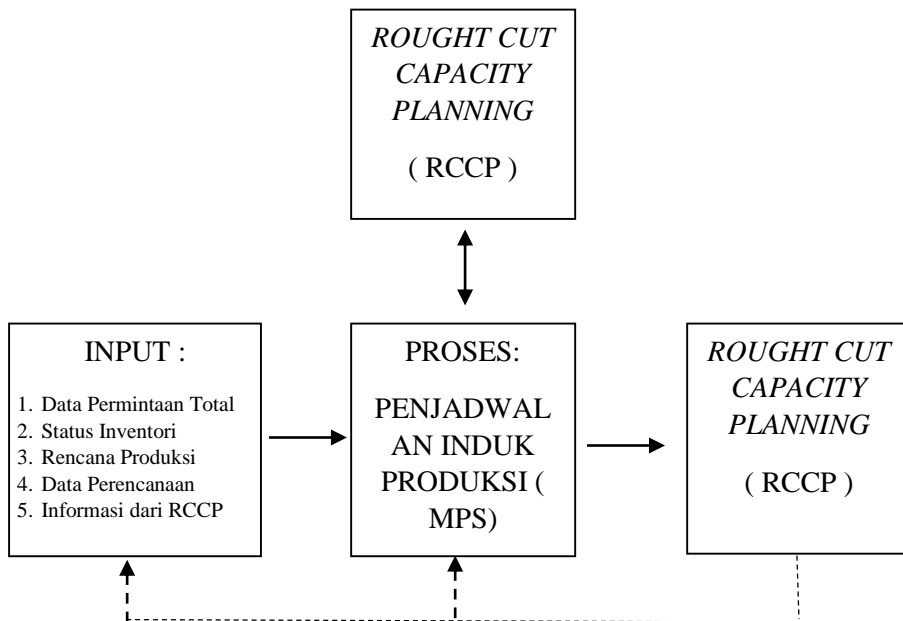 ROUGHT CUT
CAPACITY
PLANNING
( RCCP )
INPUT :
1. Data Permintaan Total
2. Status Inventori
3. Rencana Produksi
4. Data Perencanaan
5. Informasi dari RCCP
PROSES:
PENJADWAL
AN INDUK
PRODUKSI (
MPS)
ROUGHT CUT
CAPACITY
PLANNING
( RCCP )